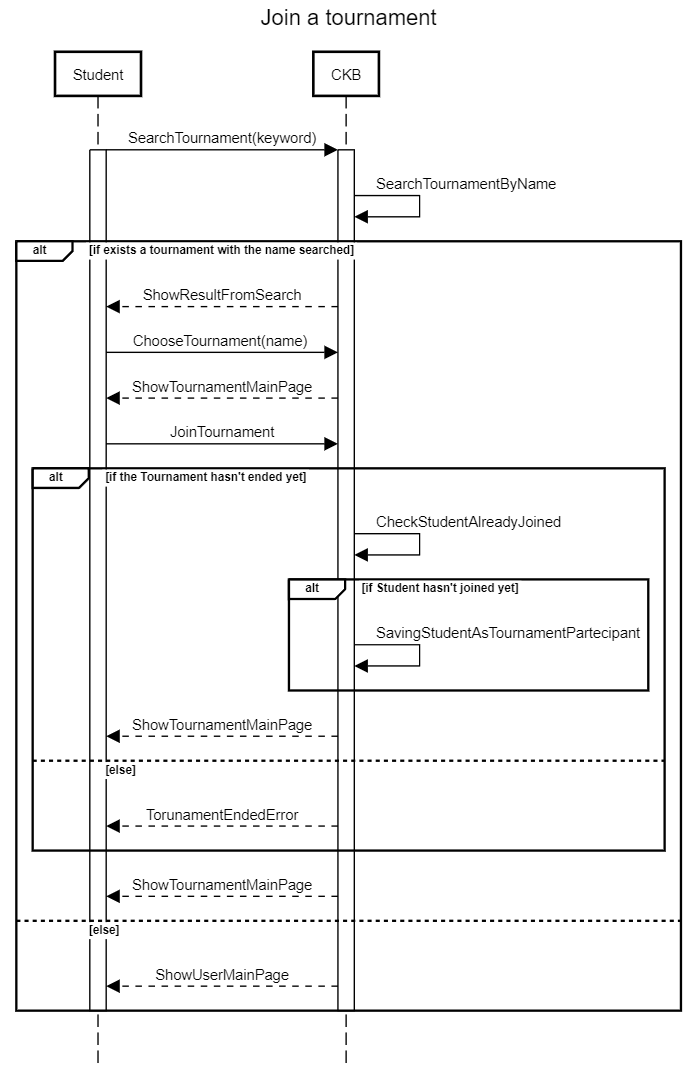 Join a tournament
Student
CKB
SearchTournament(keyword)
SearchTournamentByName
alt
[if exists a tournament with the name searched]
ShowResultFromSearch
ChooseTournament(name)
ShowTournamentMainPage
JoinTournament
alt
[if the Tournament hasn't ended yet]
CheckStudentAlreadyJoined
alt
[if Student hasn't joined yet]
SavingStudentAsTournamentPartecipant
ShowTournamentMainPage
[else]
TorunamentEndedError
ShowTournamentMainPage
[else]
ShowUserMainPage